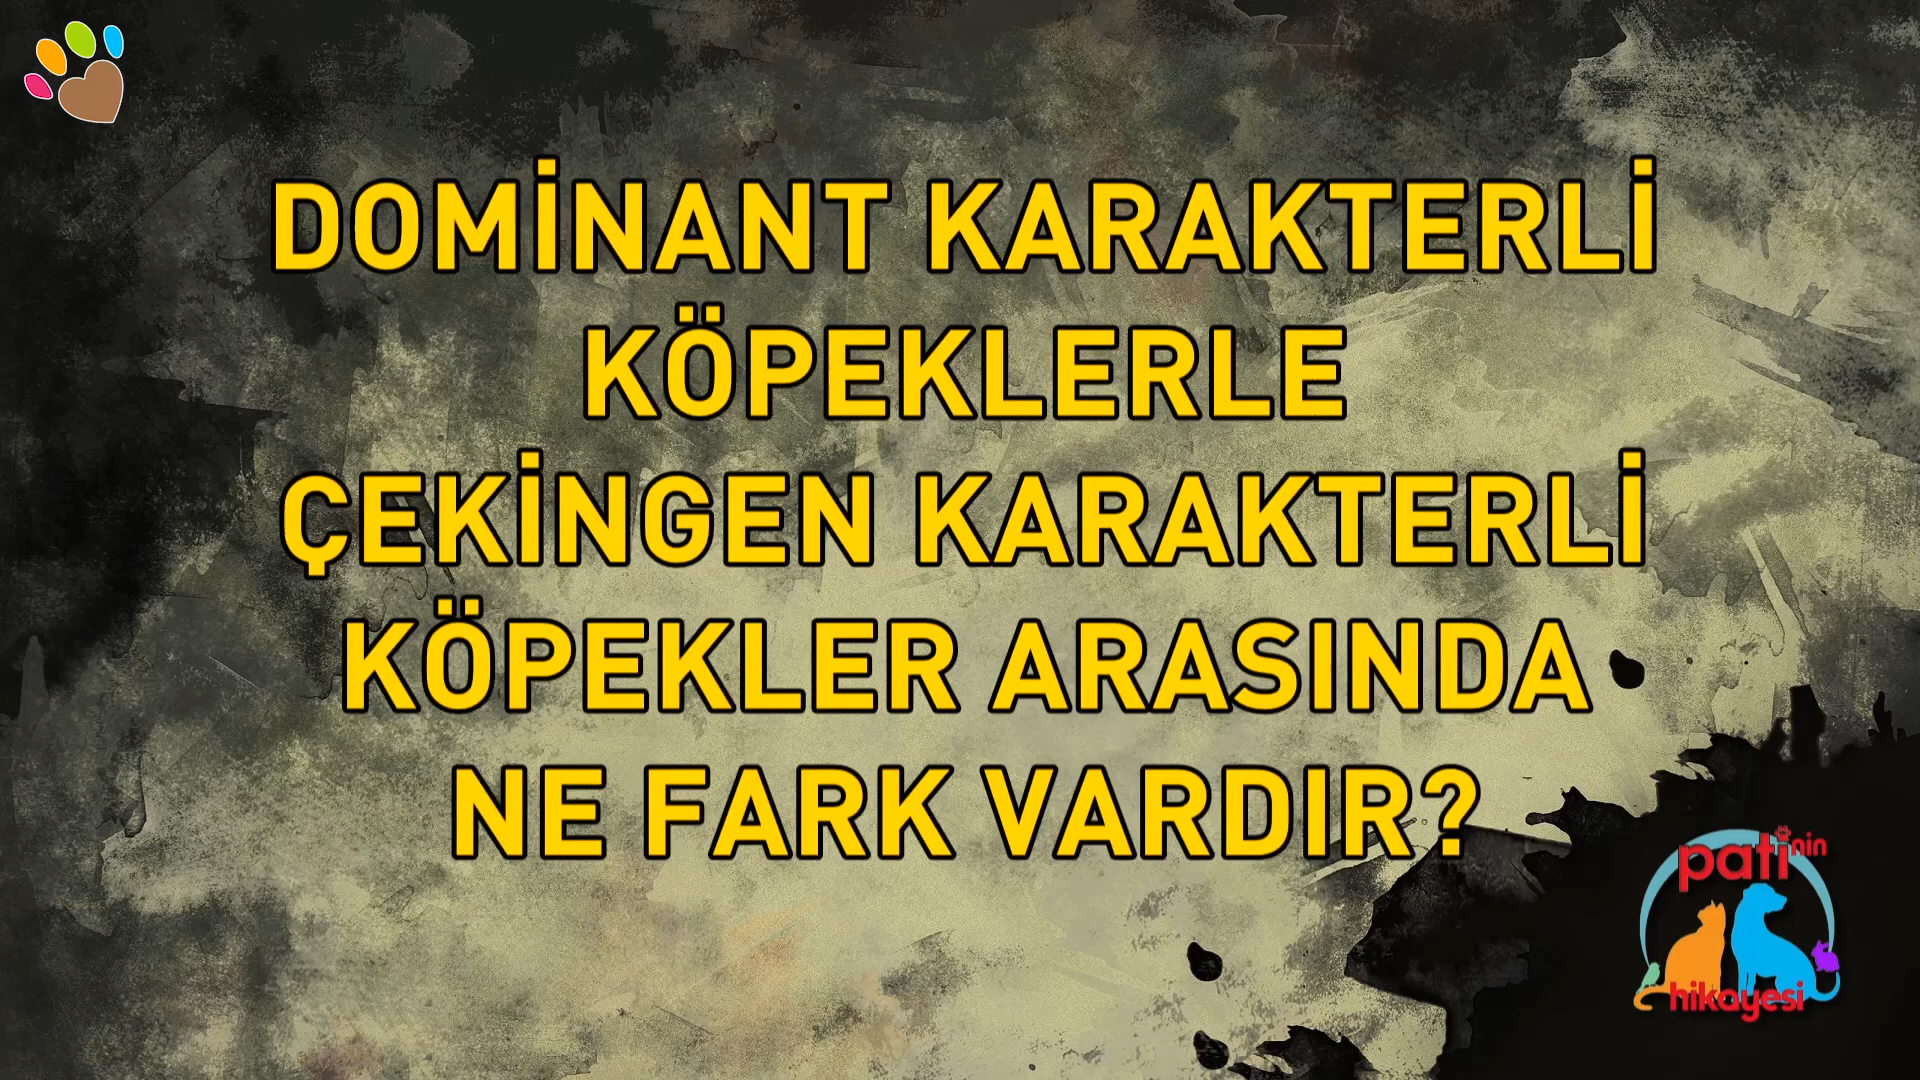 DOMİNANT KARAKTERLİ
KÖPEKLERLE
ÇEKİNGEN KARAKTERLİ
KÖPEKLER ARASINDA
NE FARK VARDIR?
patinin
hikayesi